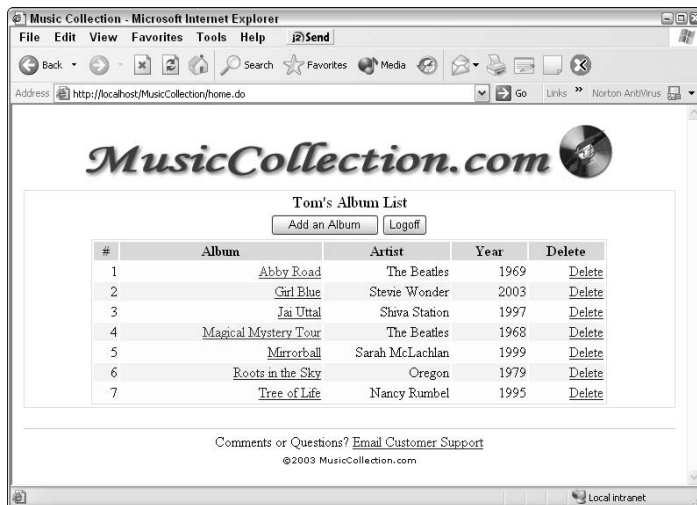 Music Collection - Microsoft Internet Explorer
File Edit View Favorites Tools Help Send
Back Search Favorites Media
Address http://localhost/MusicCollection/home.do Go Links » Norton AntiVirus
MusicCollection.com
Tom's Album List
Add an Album Logoff
# Album Artist Year Delete
1 Abby Road The Beatles 1969 Delete
2 Girl Blue Stevie Wonder 2003 Delete
3 Jai Uttal Shiva Station 1997 Delete
4 Magical Mystery Tour The Beatles 1968 Delete
5 Mirrorball Sarah McLachlan 1999 Delete
6 Roots in the Sky Oregon 1979 Delete
7 Tree of Life Nancy Rumbel 1995 Delete
Comments or Questions? Email Customer Support
©2003 MusicCollection.com
Local intranet